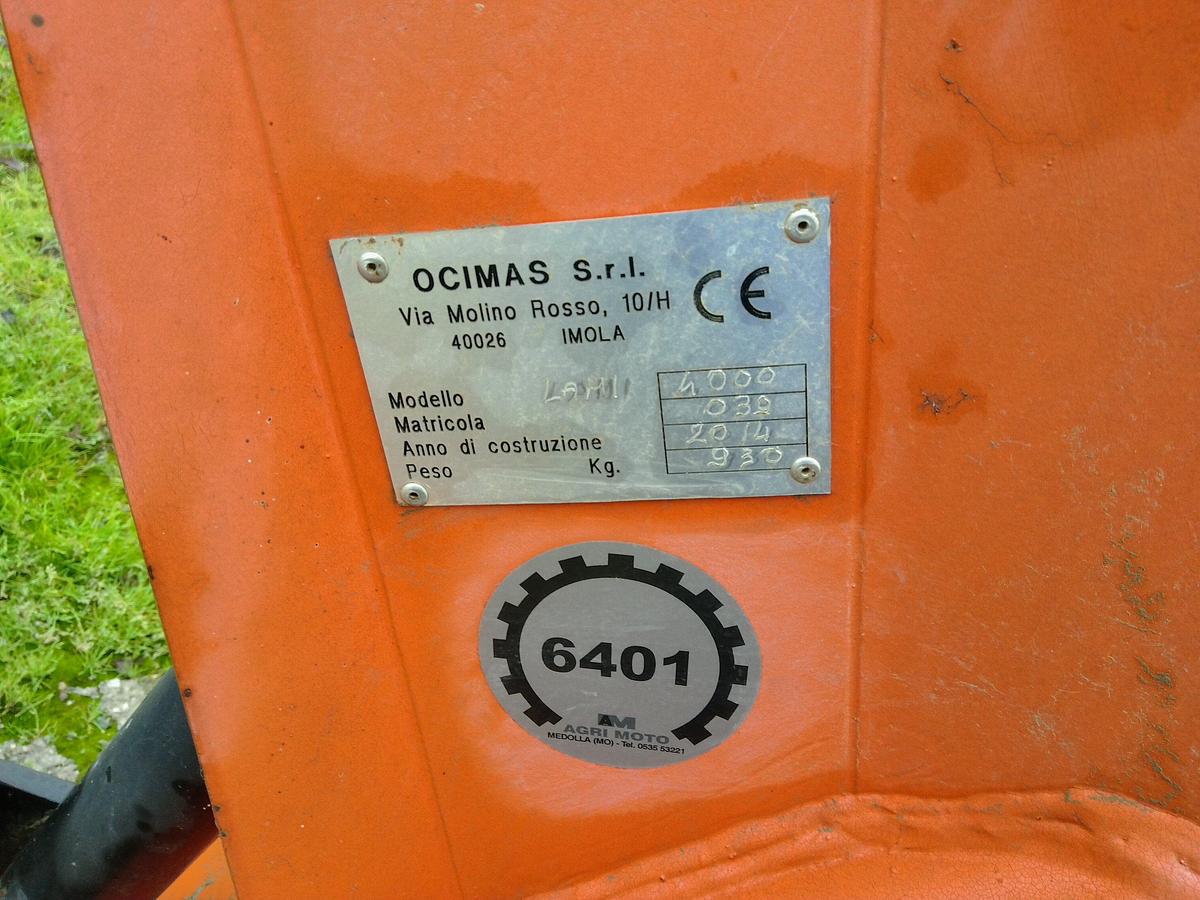 OCIMAS S.r.l.
Via Molino Rosso, 10/H
40026 IMOLA
CE
Modello 4000
Matricola 032
Anno di costruzione 2014
Peso Kg. 930
6401
AM
AGRI MOTO
MEDOLLA (MO) - Tel. 0535 53221